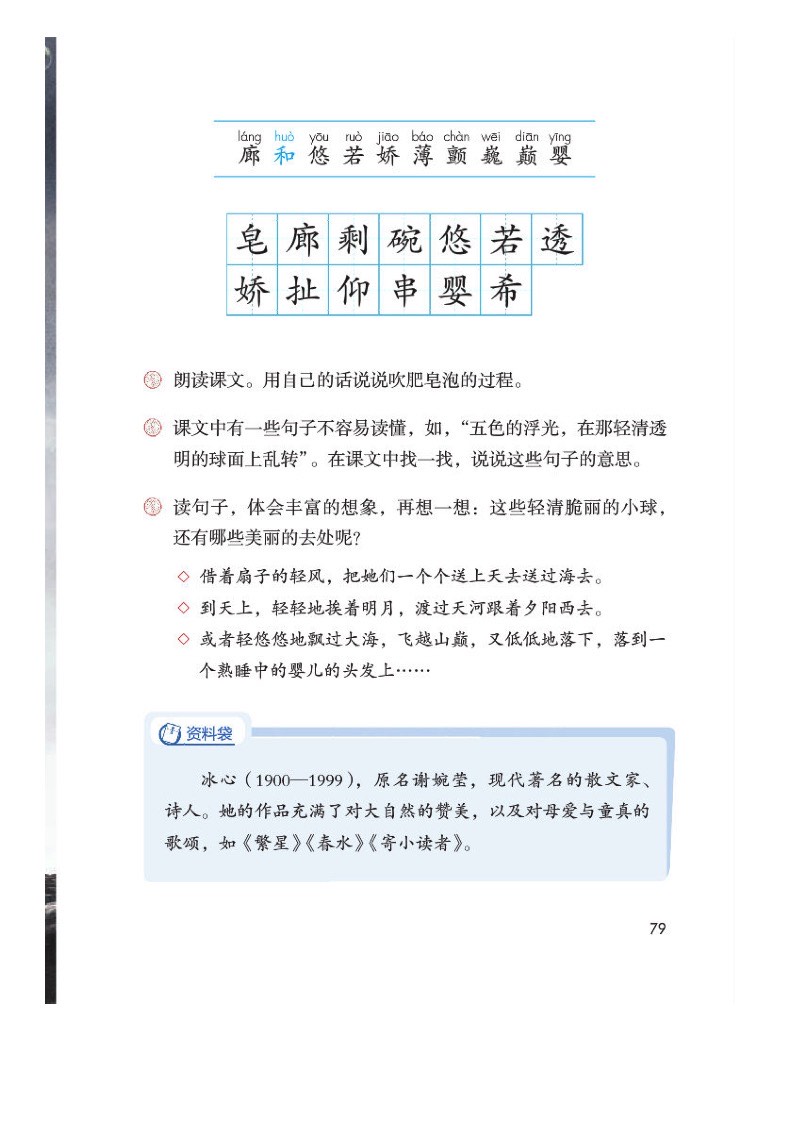 láng huò yōu ruò jiāo báo chàn wēi diān yīng
廊 和 悠 若 娇 薄 颤 巍 巅 婴
皂 廊 剩 碗 悠 若 透
娇 扯 仰 串 婴 希
朗读课文。用自己的话说说吹肥皂泡的过程。
课文中有一些句子不容易读懂，如，“五色的浮光，在那轻清透
明的球面上乱转”。在课文中找一找，说说这些句子的意思。
读句子，体会丰富的想象，再想一想：这些轻清脆丽的小球，
还有哪些美丽的去处呢？
◇ 借着扇子的轻风，把她们一个个送上天去送过海去。
◇ 到天上，轻轻地挨着明月，渡过天河跟着夕阳西去。
◇ 或者轻悠悠地飘过大海，飞越山巅，又低低地落下，落到一
个熟睡中的婴儿的头发上……
资料袋
冰心（1900—1999），原名谢婉莹，现代著名的散文家、
诗人。她的作品充满了对大自然的赞美，以及对母爱与童真的
歌颂，如《繁星》《春水》《寄小读者》。
79